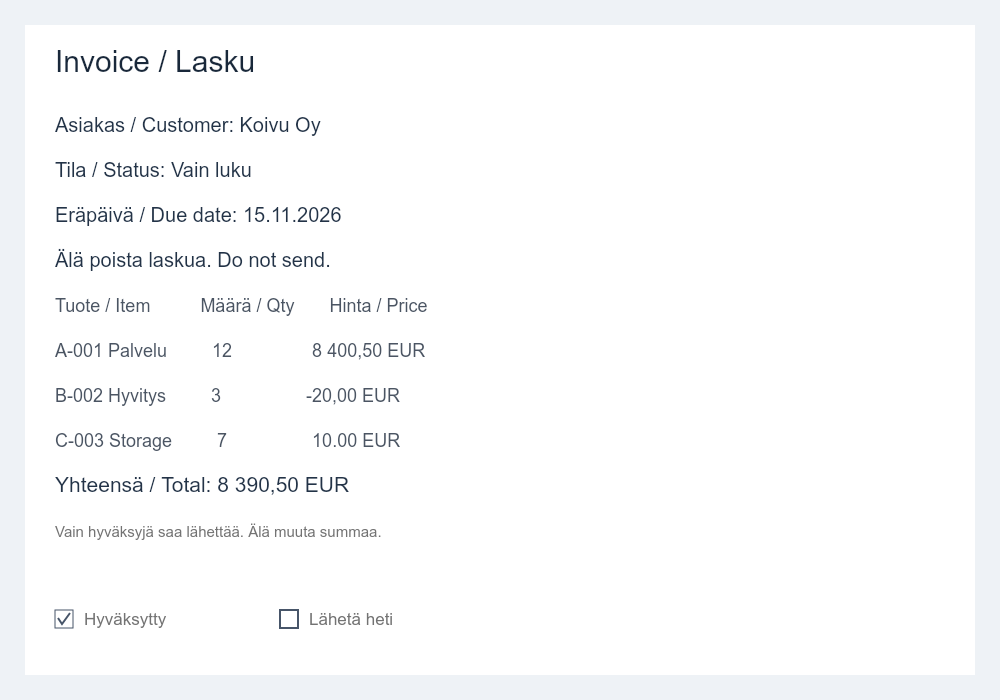 Invoice / Lasku
Asiakas / Customer: Koivu Oy
Tila / Status: Vain luku
Eräpäivä / Due date: 15.11.2026
Älä poista laskua. Do not send.
Tuote / Item Määrä / Qty Hinta / Price
A-001 Palvelu 12 8 400,50 EUR
B-002 Hyvitys 3 -20,00 EUR
C-003 Storage 7 10.00 EUR
Yhteensä / Total: 8 390,50 EUR
Vain hyväksyjä saa lähettää. Älä muuta summaa.
Hyväksytty Lähetä heti